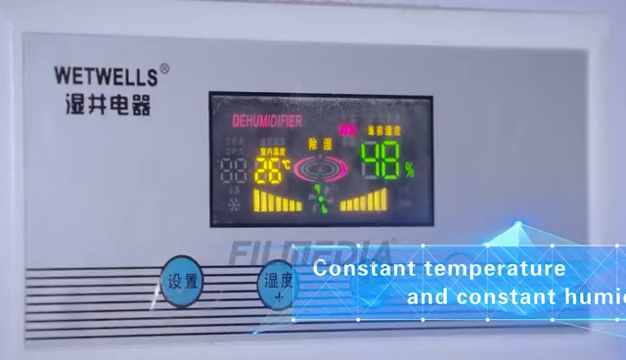 WETWELLS®
湿井电器
DEHUMIDIFIER
除湿
室内温度
26℃
48%
FILMEDIA
设置
湿度
+
Constant temperature
and constant humi